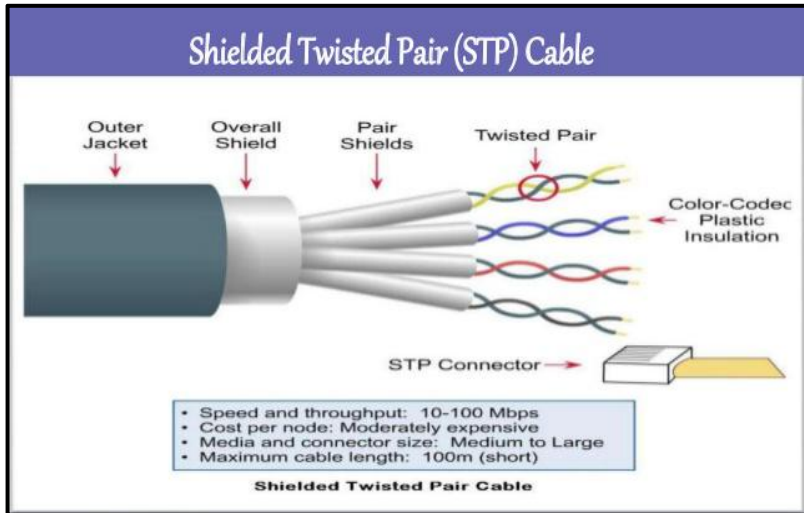 Shielded Twisted Pair (STP) Cable
Outer
Jacket
Overall
Shield
Pair
Shields
Twisted Pair
Color-Codec
Plastic
Insulation
STP Connector
• Speed and throughput: 10-100 Mbps
• Cost per node: Moderately expensive
• Media and connector size: Medium to Large
• Maximum cable length: 100m (short)
Shielded Twisted Pair Cable